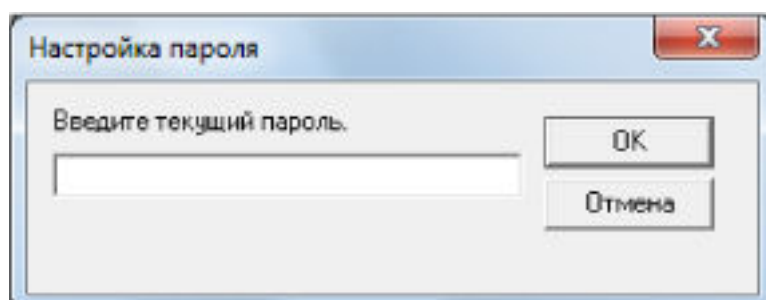 Настройка пароля
Введите текущий пароль.
OK
Отмена